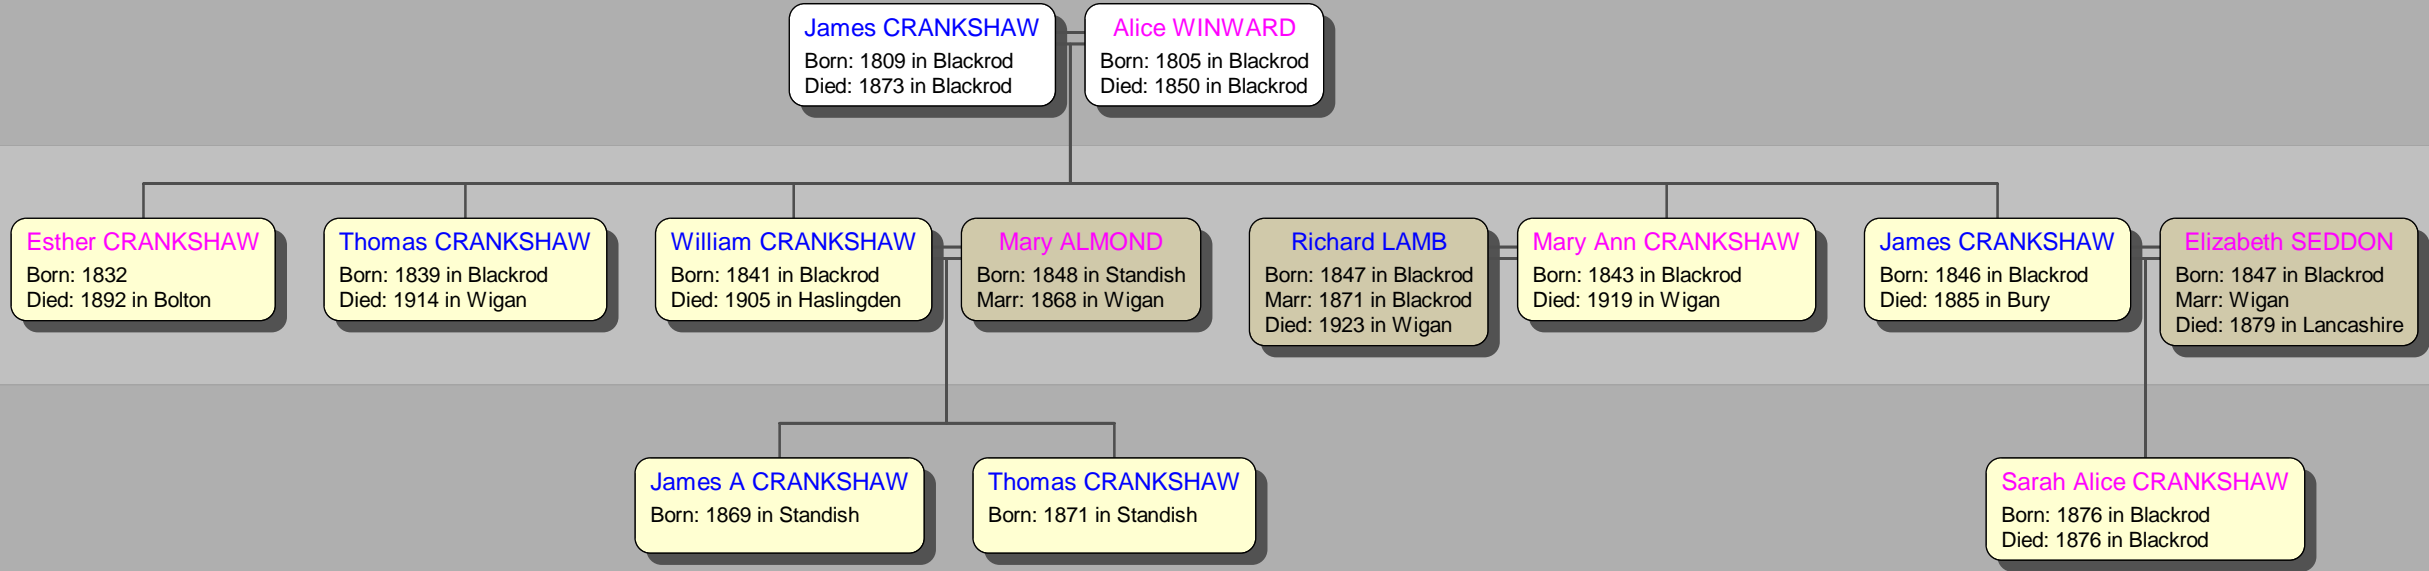 James CRANKSHAW
Born: 1809 in Blackrod
Died: 1873 in Blackrod
Alice WINWARD
Born: 1805 in Blackrod
Died: 1850 in Blackrod
Esther CRANKSHAW
Born: 1832
Died: 1892 in Bolton
Thomas CRANKSHAW
Born: 1839 in Blackrod
Died: 1914 in Wigan
William CRANKSHAW
Born: 1841 in Blackrod
Died: 1905 in Haslingden
Mary ALMOND
Born: 1848 in Standish
Marr: 1868 in Wigan
Richard LAMB
Born: 1847 in Blackrod
Marr: 1871 in Blackrod
Died: 1923 in Wigan
Mary Ann CRANKSHAW
Born: 1843 in Blackrod
Died: 1919 in Wigan
James CRANKSHAW
Born: 1846 in Blackrod
Died: 1885 in Bury
Elizabeth SEDDON
Born: 1847 in Blackrod
Marr: Wigan
Died: 1879 in Lancashire
James A CRANKSHAW
Born: 1869 in Standish
Thomas CRANKSHAW
Born: 1871 in Standish
Sarah Alice CRANKSHAW
Born: 1876 in Blackrod
Died: 1876 in Blackrod